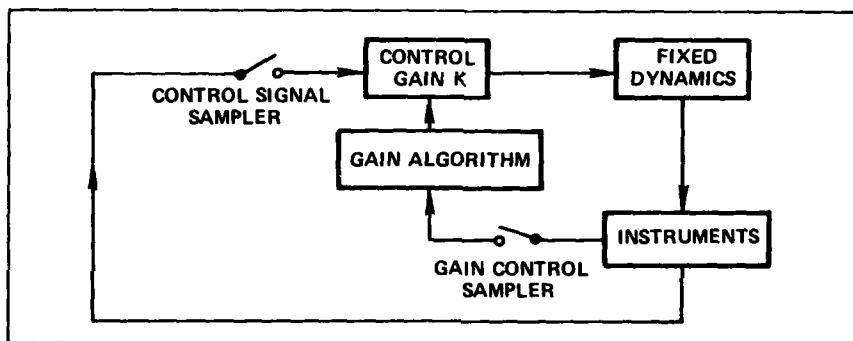 CONTROL
GAIN K
FIXED
DYNAMICS
CONTROL SIGNAL
SAMPLER
GAIN ALGORITHM
INSTRUMENTS
GAIN CONTROL
SAMPLER